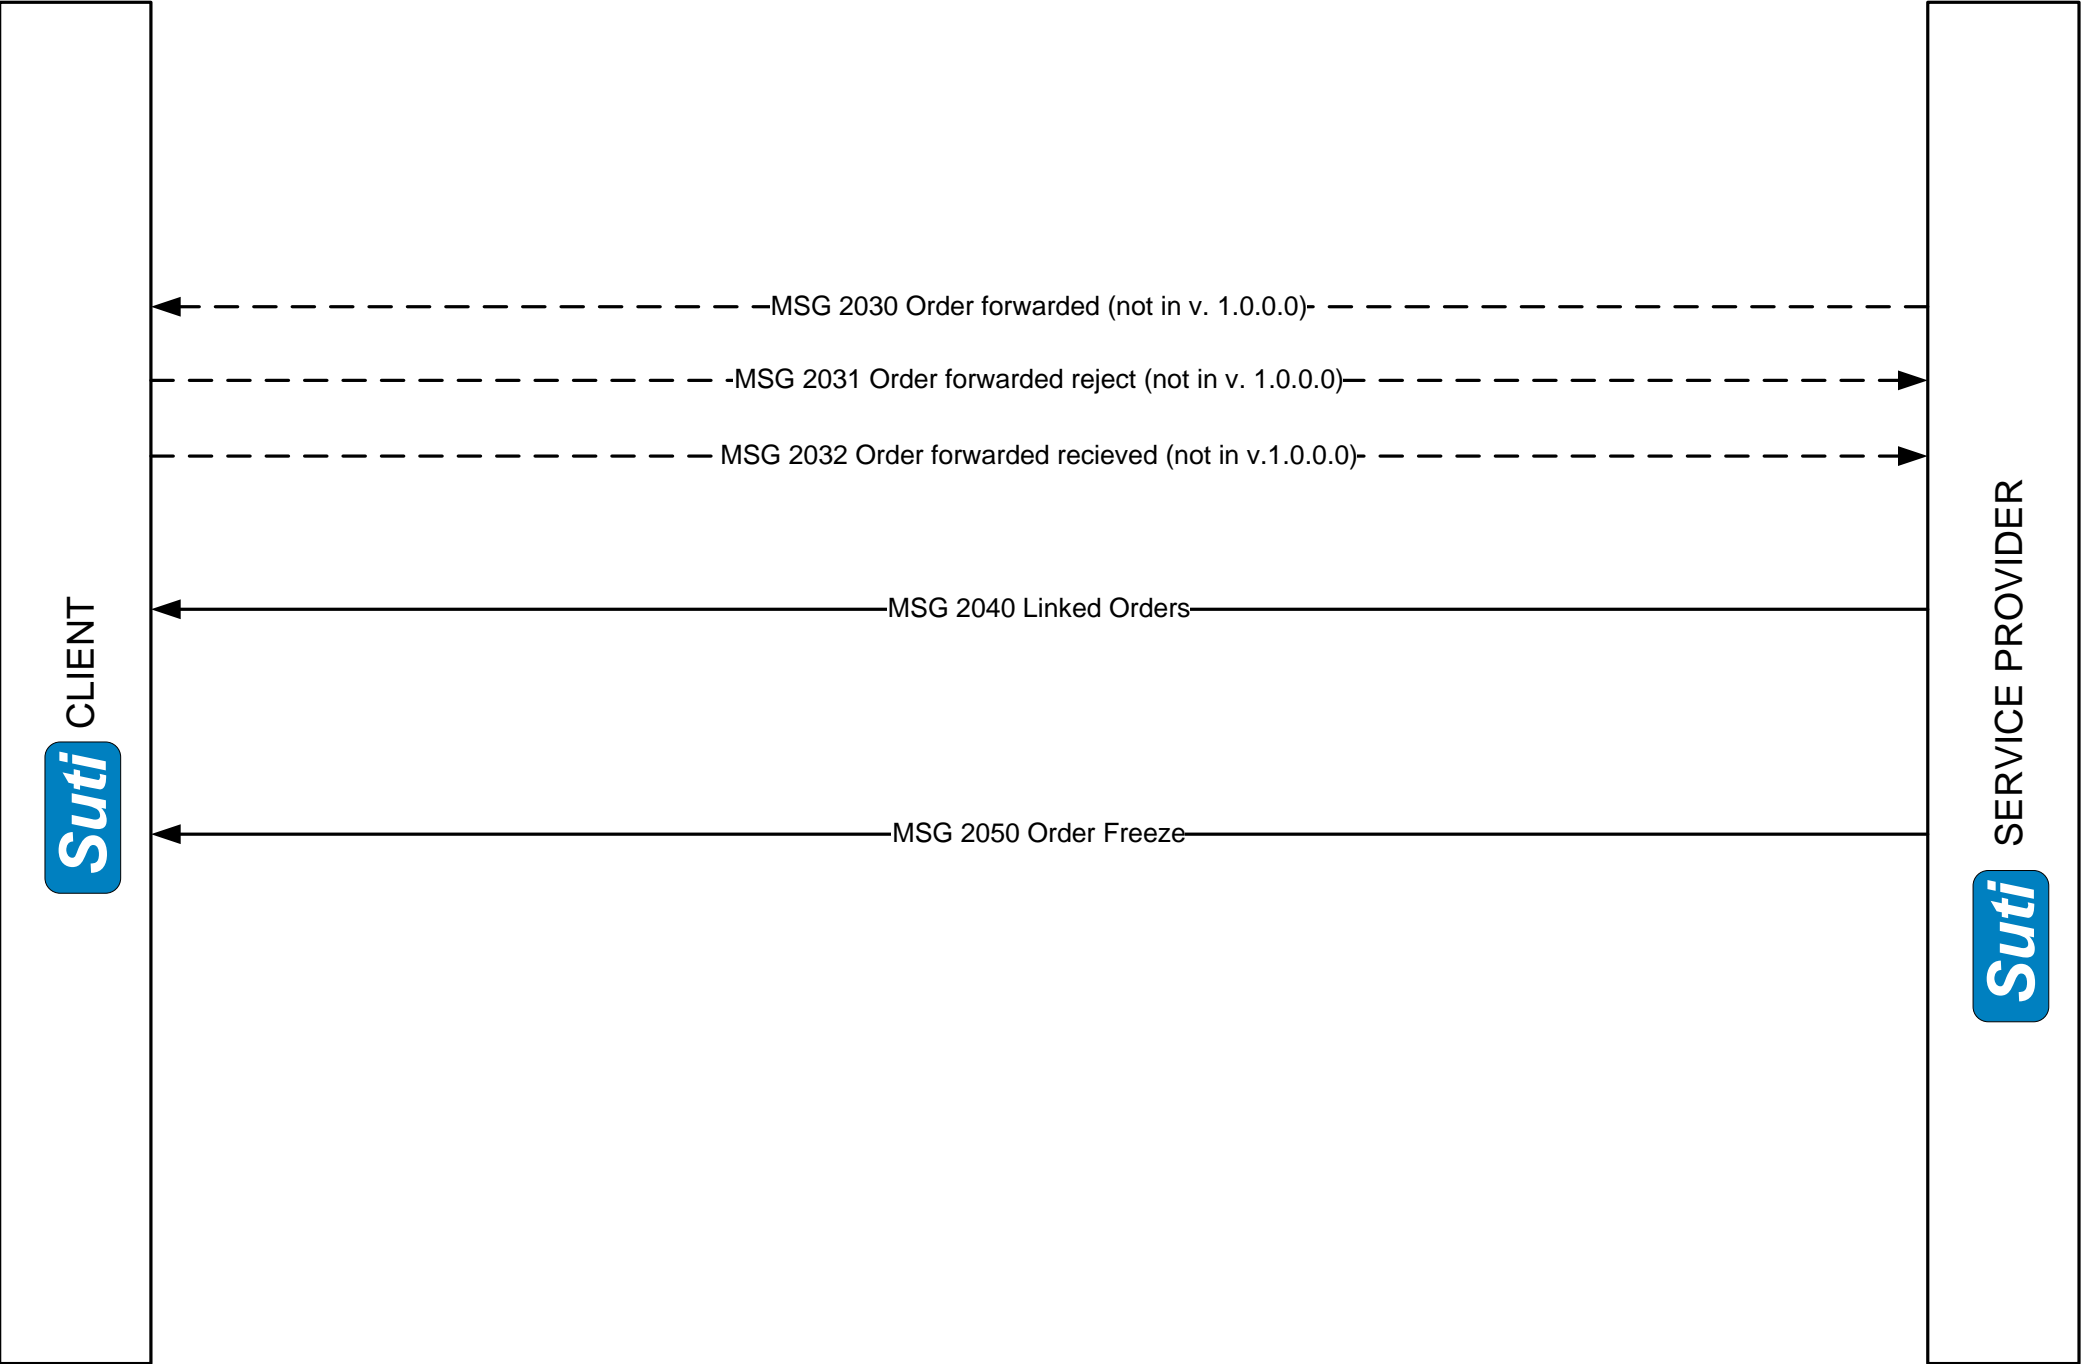 MSG 2030 Order forwarded (not in v. 1.0.0.0)
MSG 2031 Order forwarded reject (not in v. 1.0.0.0)
MSG 2032 Order forwarded recieved (not in v.1.0.0.0)
MSG 2040 Linked Orders
MSG 2050 Order Freeze
Suti CLIENT
Suti SERVICE PROVIDER